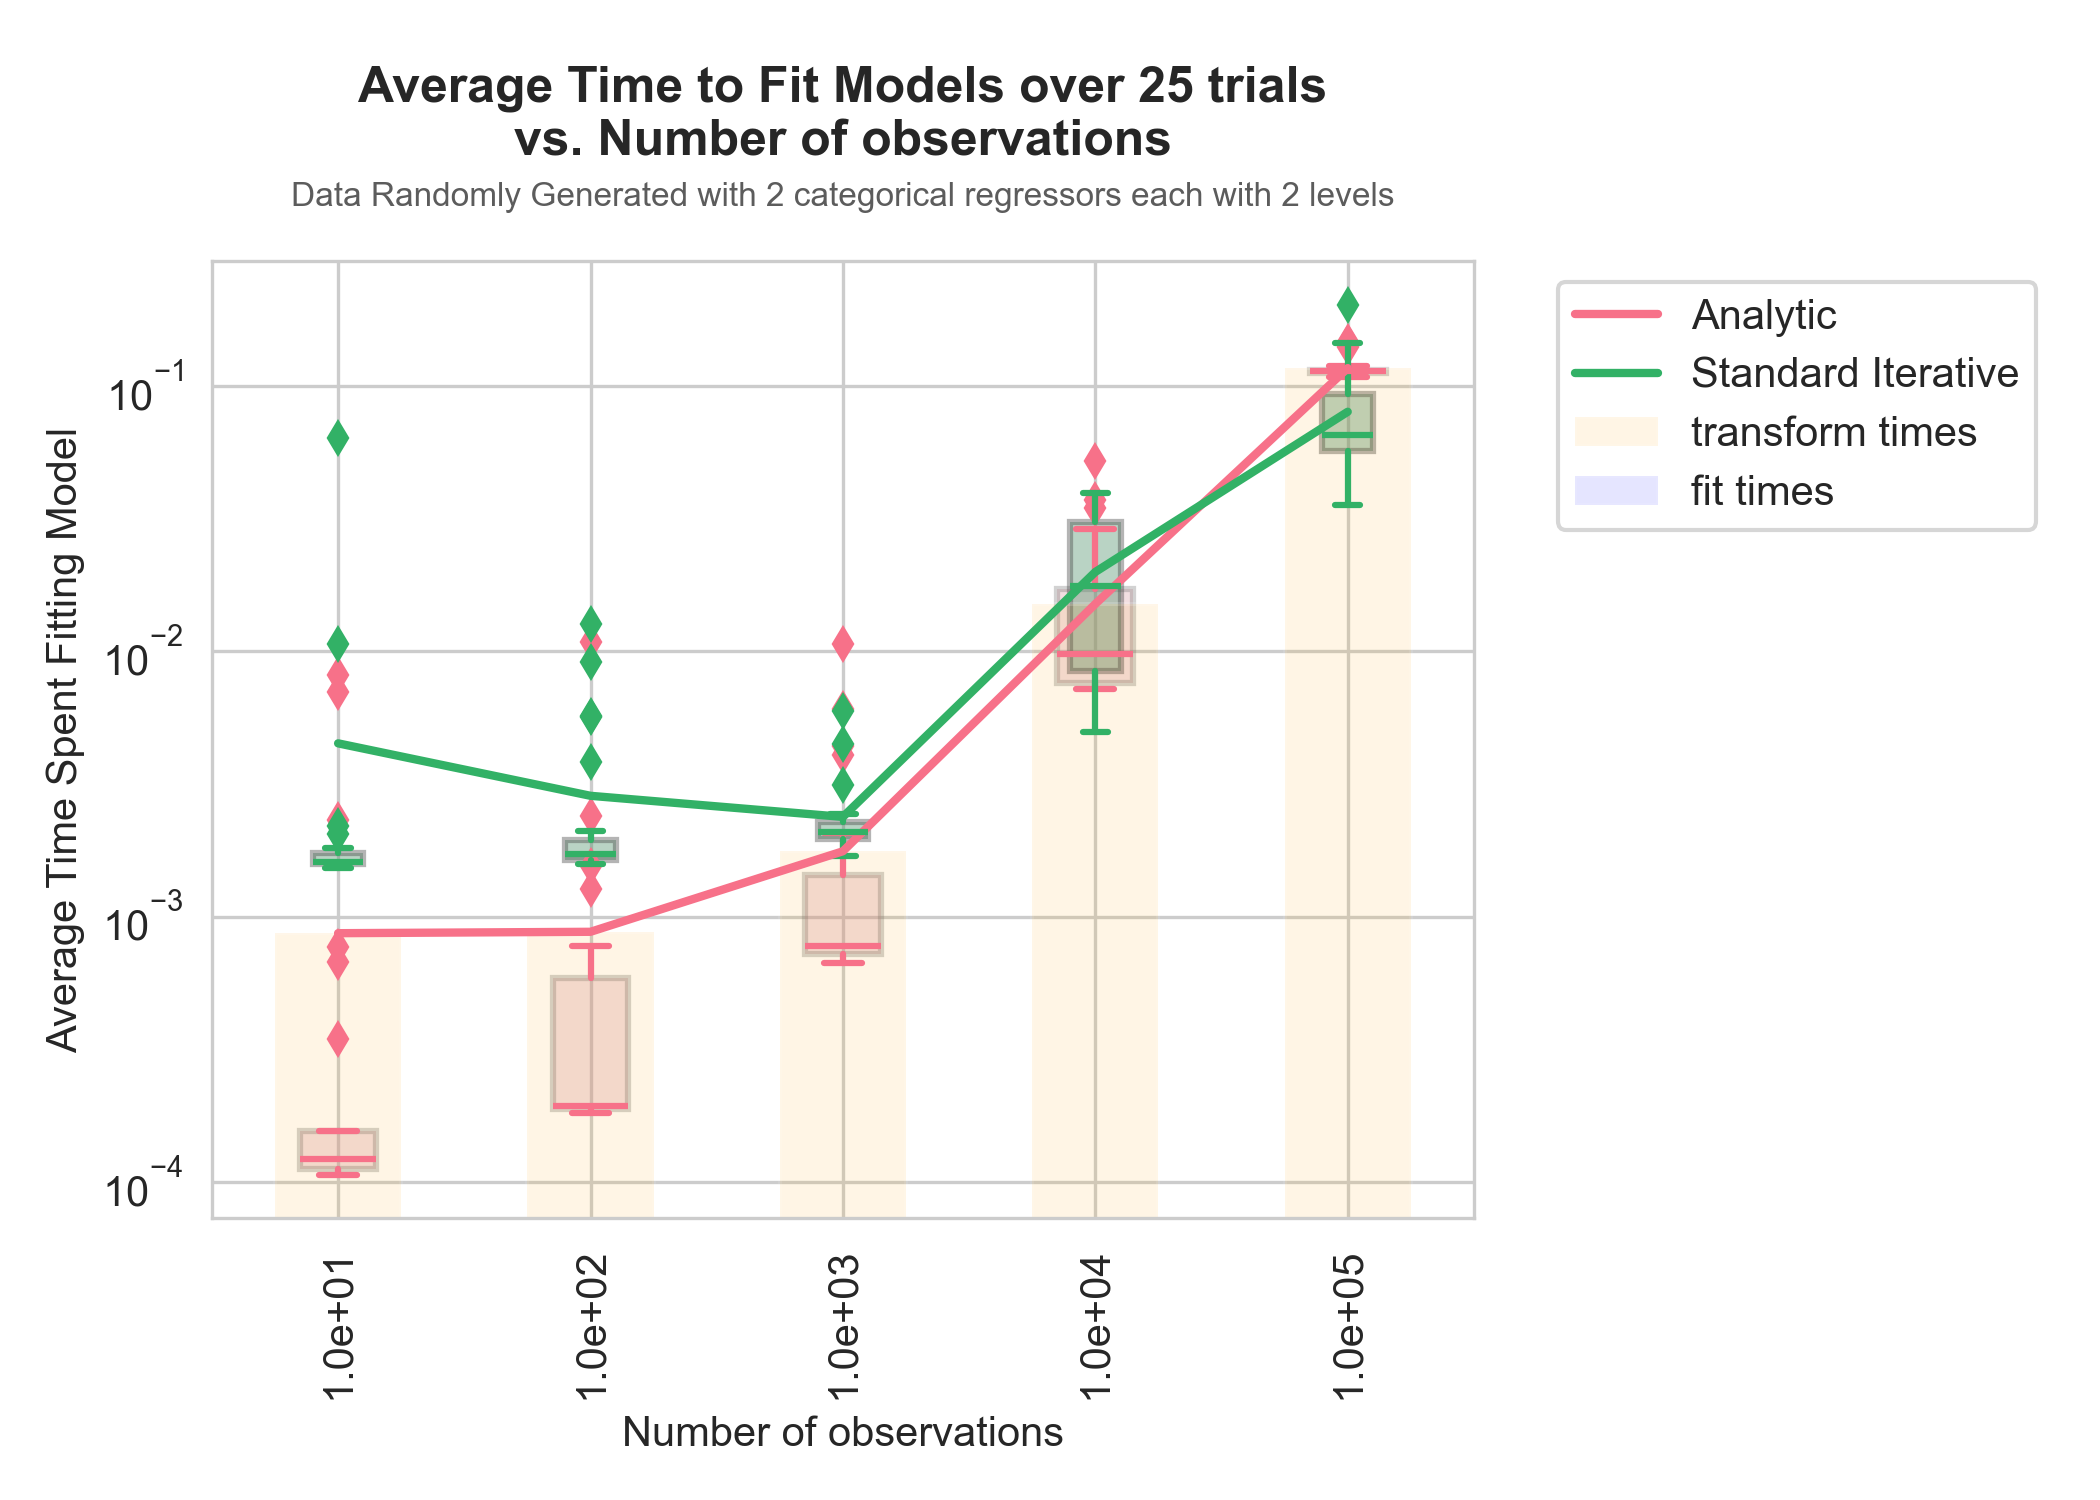 Average Time to Fit Models over 25 trials
vs. Number of observations
Data Randomly Generated with 2 categorical regressors each with 2 levels
Average Time Spent Fitting Model
10⁻¹
10⁻²
10⁻³
10⁻⁴
1.0e+01
1.0e+02
1.0e+03
1.0e+04
1.0e+05
Number of observations
Analytic
Standard Iterative
transform times
fit times